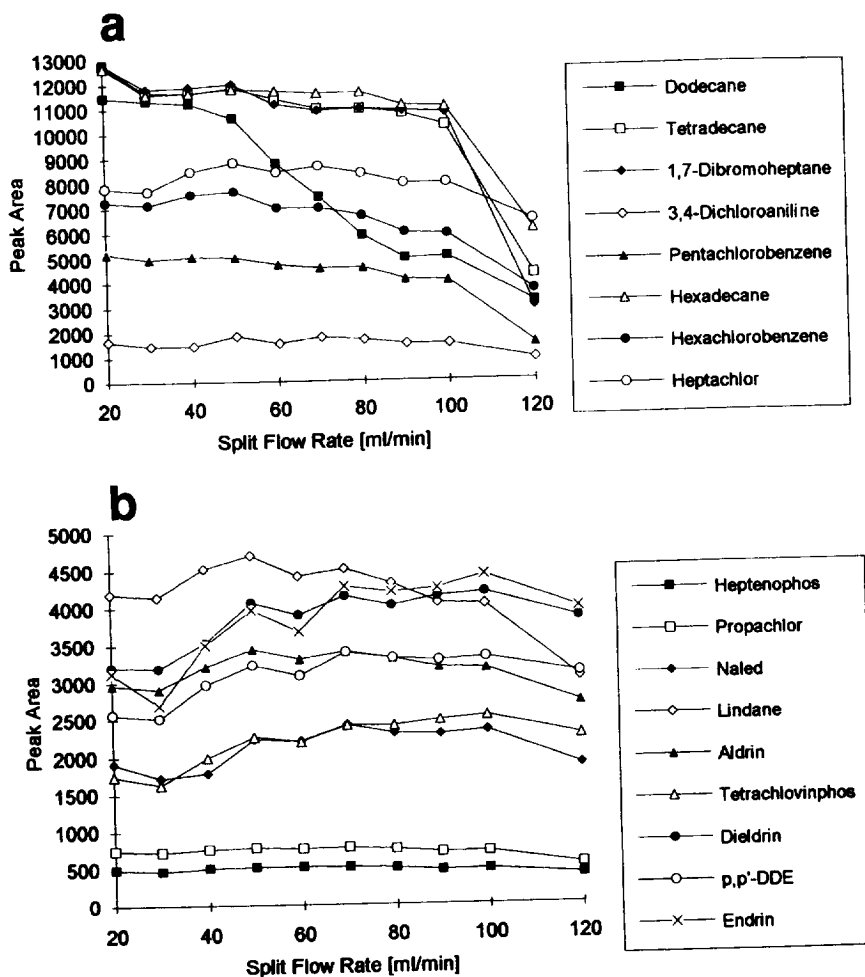 a
13000
12000
11000
10000
9000
8000
7000
6000
5000
4000
3000
2000
1000
0
Peak Area
20 40 60 80 100 120
Split Flow Rate [ml/min]
Dodecane
Tetradecane
1,7-Dibromoheptane
3,4-Dichloroaniline
Pentachlorobenzene
Hexadecane
Hexachlorobenzene
Heptachlor
b
5000
4500
4000
3500
3000
2500
2000
1500
1000
500
0
Peak Area
20 40 60 80 100 120
Split Flow Rate [ml/min]
Heptenophos
Propachlor
Naled
Lindane
Aldrin
Tetrachlovinphos
Dieldrin
p,p'-DDE
Endrin